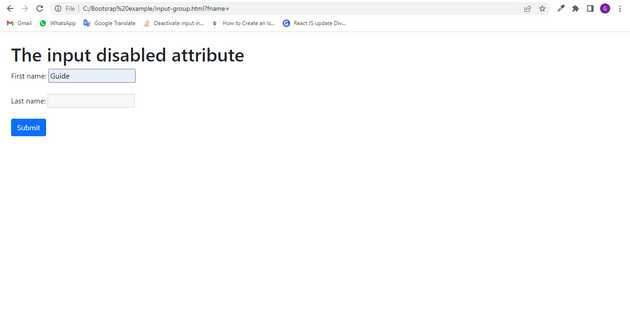 File C:/Bootsrap%20example/input-group.html?fname=
G
Gmail WhatsApp Google Translate Deactivate input in... How to Create an Is... React JS update Div...
The input disabled attribute
First name: Guide
Last name:
Submit